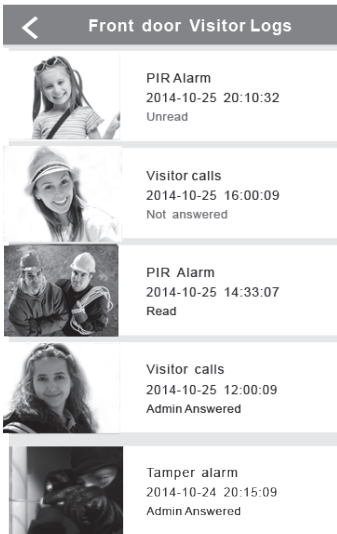 Front door Visitor Logs
PIR Alarm
2014-10-25 20:10:32
Unread
Visitor calls
2014-10-25 16:00:09
Not answered
PIR Alarm
2014-10-25 14:33:07
Read
Visitor calls
2014-10-25 12:00:09
Admin Answered
Tamper alarm
2014-10-24 20:15:09
Admin Answered